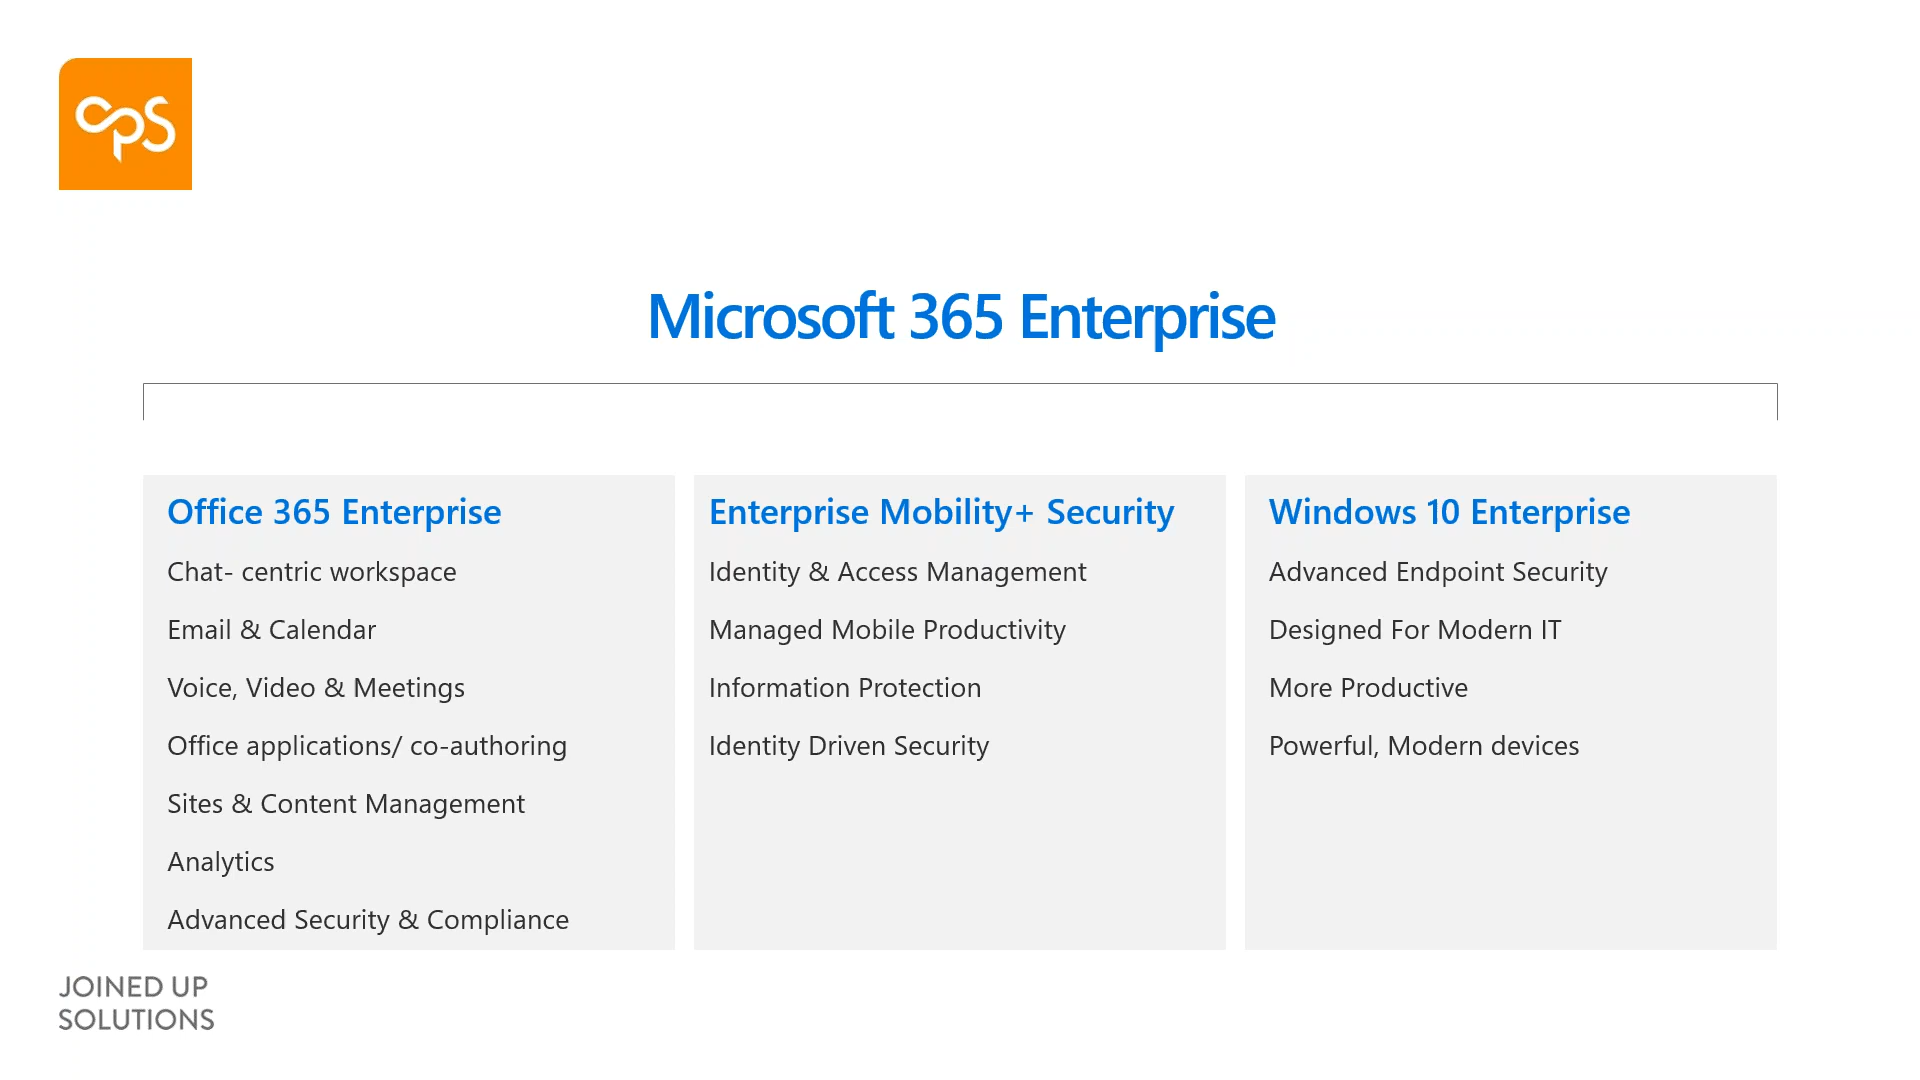 cps
Microsoft 365 Enterprise
Office 365 Enterprise
Chat- centric workspace
Email & Calendar
Voice, Video & Meetings
Office applications/ co-authoring
Sites & Content Management
Analytics
Advanced Security & Compliance
Enterprise Mobility+ Security
Identity & Access Management
Managed Mobile Productivity
Information Protection
Identity Driven Security
Windows 10 Enterprise
Advanced Endpoint Security
Designed For Modern IT
More Productive
Powerful, Modern devices
JOINED UP
SOLUTIONS